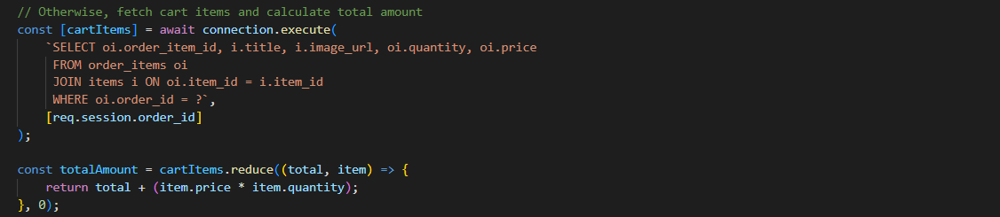 // Otherwise, fetch cart items and calculate total amount
const [cartItems] = await connection.execute(
`SELECT oi.order_item_id, i.title, i.image_url, oi.quantity, oi.price
FROM order_items oi
JOIN items i ON oi.item_id = i.item_id
WHERE oi.order_id = ?`,
[req.session.order_id]
);
const totalAmount = cartItems.reduce((total, item) => {
return total + (item.price * item.quantity);
}, 0);